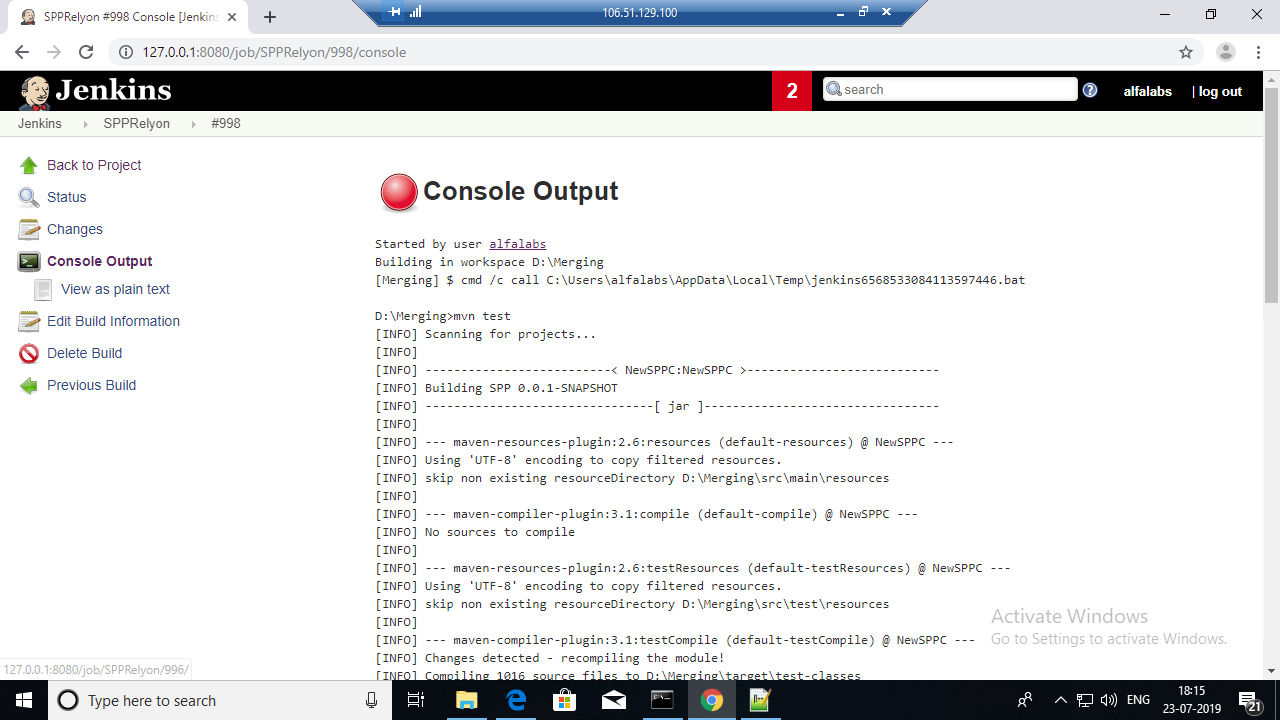 SPPRelyon #998 Console [Jenkins
106.51.129.100
127.0.0.1:8080/job/SPPRelyon/998/console
Jenkins
2
search
alfalabs
| log out
Jenkins
SPPRelyon
#998
Back to Project
Status
Changes
Console Output
View as plain text
Edit Build Information
Delete Build
Previous Build
Console Output
Started by user alfalabs
Building in workspace D:\Merging
[Merging] $ cmd /c call C:\Users\alfalabs\AppData\Local\Temp\jenkins6568533084113597446.bat
D:\Merging>mvn test
[INFO] Scanning for projects...
[INFO]
[INFO] --------------------------< NewSPPC:NewSPPC >---------------------------
[INFO] Building SPP 0.0.1-SNAPSHOT
[INFO] --------------------------------[ jar ]---------------------------------
[INFO]
[INFO] --- maven-resources-plugin:2.6:resources (default-resources) @ NewSPPC ---
[INFO] Using 'UTF-8' encoding to copy filtered resources.
[INFO] skip non existing resourceDirectory D:\Merging\src\main\resources
[INFO]
[INFO] --- maven-compiler-plugin:3.1:compile (default-compile) @ NewSPPC ---
[INFO] No sources to compile
[INFO]
[INFO] --- maven-resources-plugin:2.6:testResources (default-testResources) @ NewSPPC ---
[INFO] Using 'UTF-8' encoding to copy filtered resources.
[INFO] skip non existing resourceDirectory D:\Merging\src\test\resources
[INFO]
[INFO] --- maven-compiler-plugin:3.1:testCompile (default-testCompile) @ NewSPPC ---
[INFO] Changes detected - recompiling the module!
[INFO] Compiling 1016 source files to D:\Merging\target\test-classes
Activate Windows
Go to Settings to activate Windows.
127.0.0.1:8080/job/SPPRelyon/996/
Type here to search
ENG
18:15
23-07-2019
21